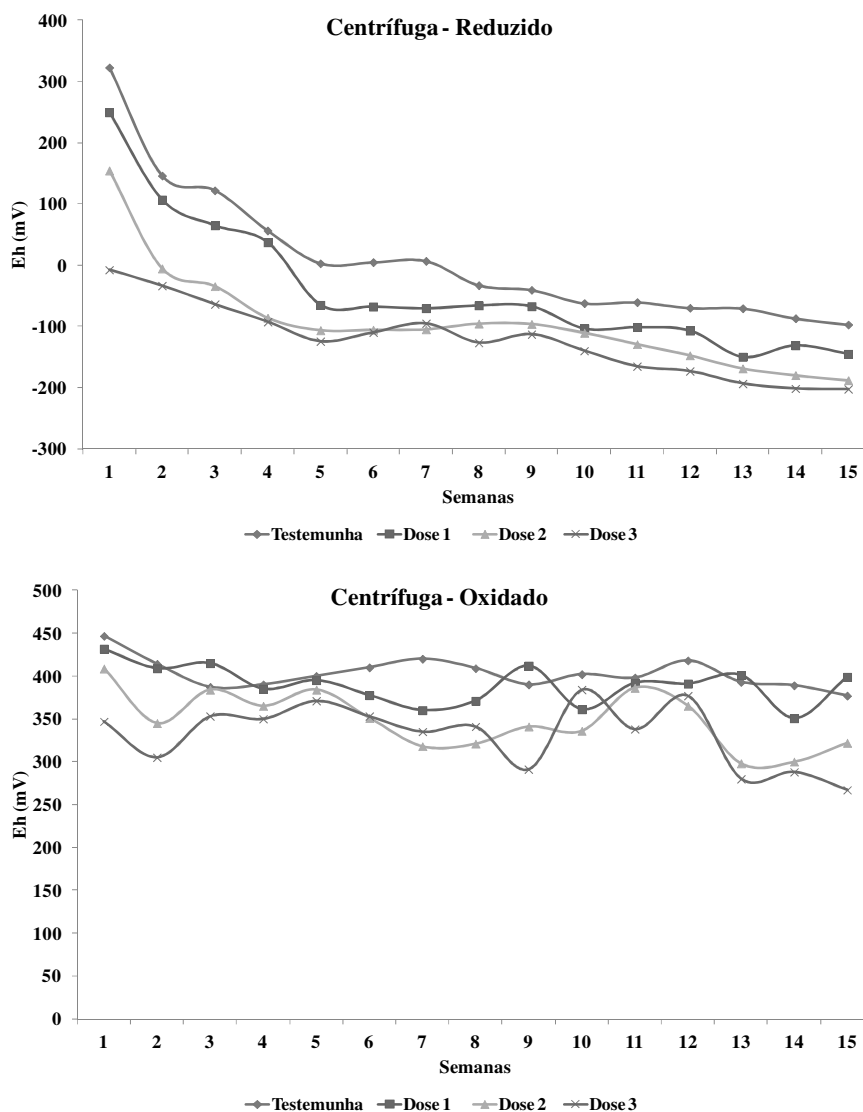 Centrífuga - Reduzido
400
300
200
100
0
-100
-200
-300
Eh (mV)
1 2 3 4 5 6 7 8 9 10 11 12 13 14 15
Semanas
Testemunha Dose 1 Dose 2 Dose 3
Centrífuga - Oxidado
500
450
400
350
300
250
200
150
100
50
0
Eh (mV)
1 2 3 4 5 6 7 8 9 10 11 12 13 14 15
Semanas
Testemunha Dose 1 Dose 2 Dose 3